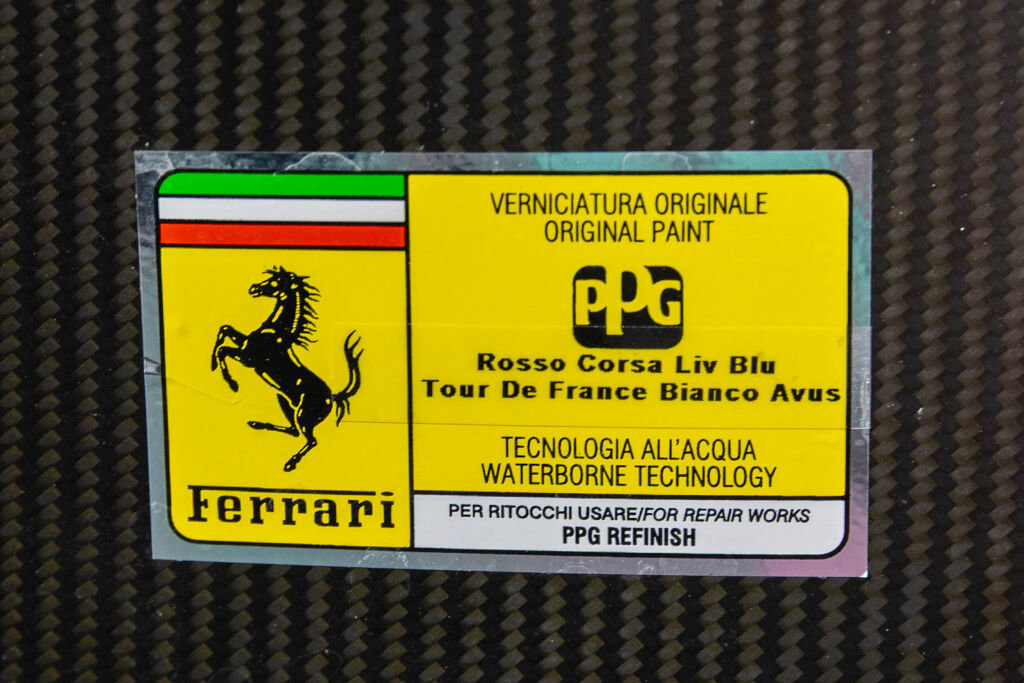 VERNICIATURA ORIGINALE
ORIGINAL PAINT
PPG
Rosso Corsa Liv Blu
Tour De France Bianco Avus
TECNOLOGIA ALL'ACQUA
WATERBORNE TECHNOLOGY
Ferrari
PER RITOCCHI USARE/FOR REPAIR WORKS
PPG REFINISH